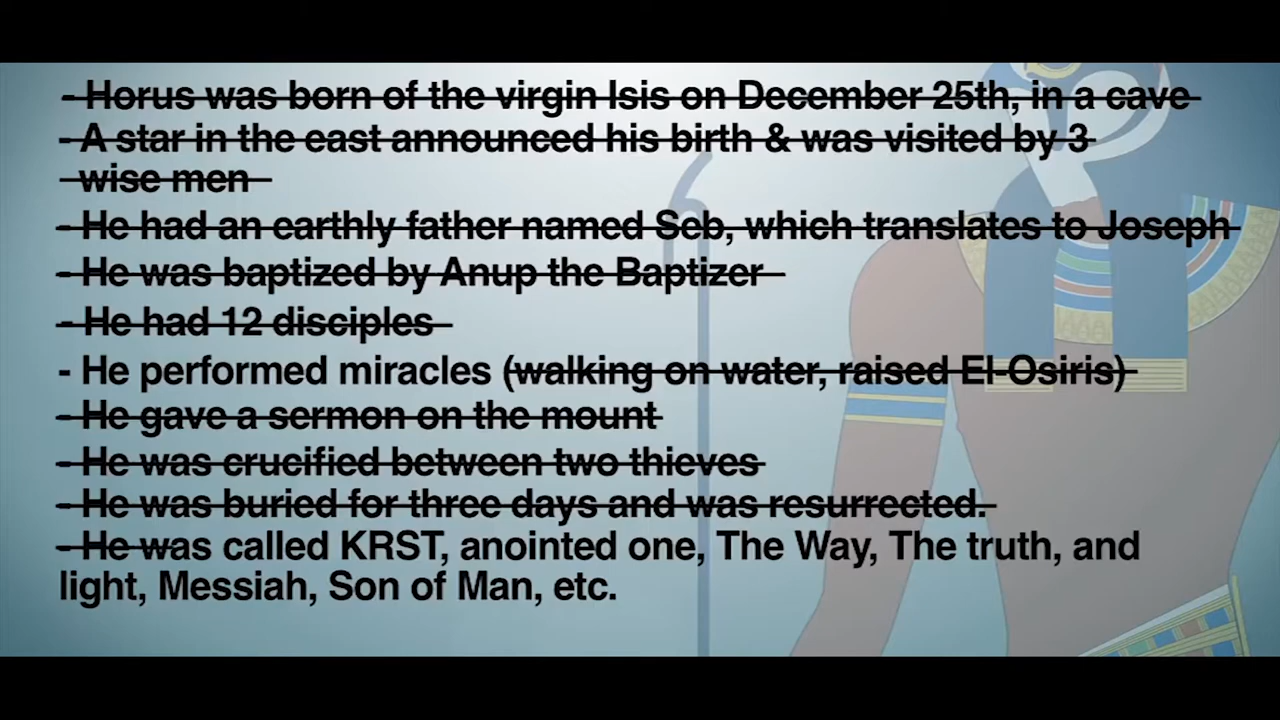 - Horus was born of the virgin Isis on December 25th, in a cave
- A star in the east announced his birth & was visited by 3
wise men
- He had an earthly father named Seb, which translates to Joseph
- He was baptized by Anup the Baptizer
- He had 12 disciples
- He performed miracles (walking on water, raised El-Osiris)
- He gave a sermon on the mount
- He was crucified between two thieves
- He was buried for three days and was resurrected.
- He was called KRST, anointed one, The Way, The truth, and
light, Messiah, Son of Man, etc.